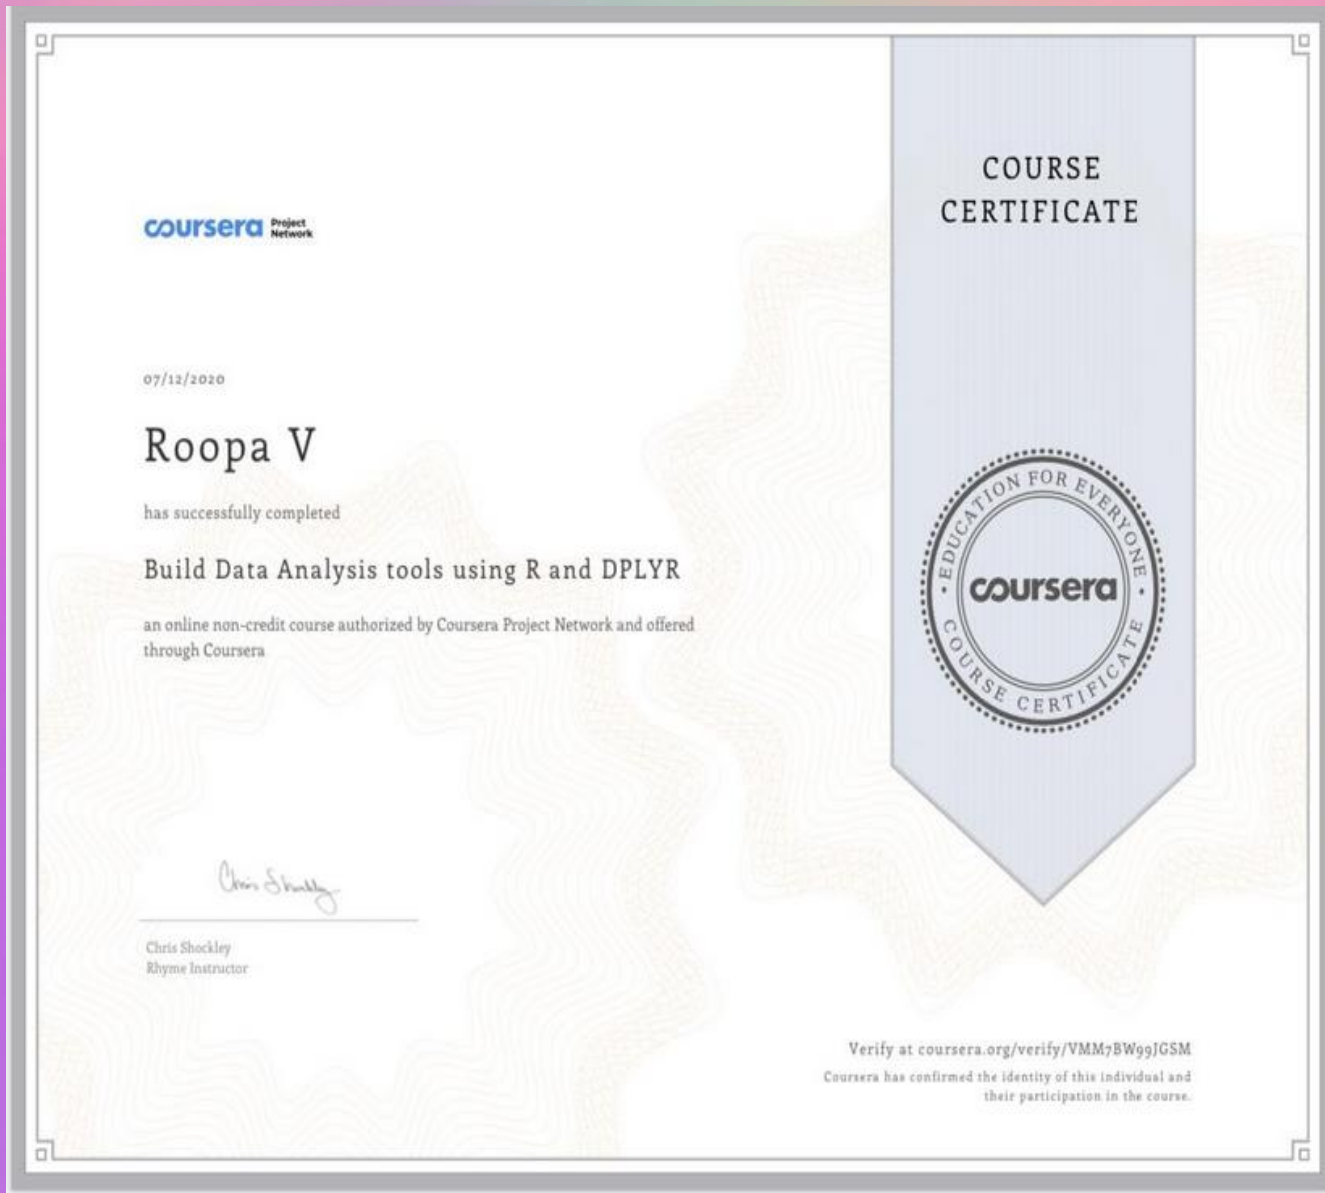 COURSE
CERTIFICATE
coursera Project
Network
07/12/2020
Roopa V
has successfully completed
Build Data Analysis tools using R and DPLYR
an online non-credit course authorized by Coursera Project Network and offered
through Coursera
EDUCATION FOR EVERYONE
coursera
COURSE CERTIFICATE
Chris Shockley
Chris Shockley
Rhyme Instructor
Verify at coursera.org/verify/VMM7BW99JGSM
Coursera has confirmed the identity of this individual and
their participation in the course.